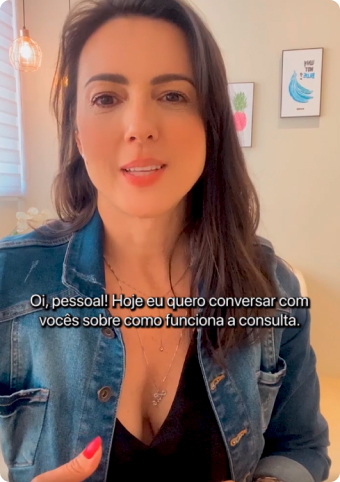 Oi, pessoal! Hoje eu quero conversar com
vocês sobre como funciona a consulta.